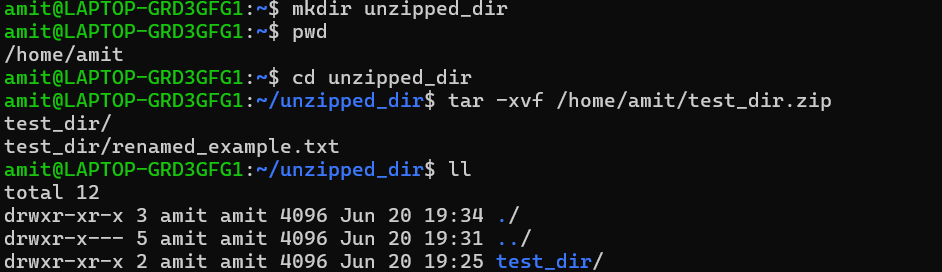 amit@LAPTOP-GRD3GFG1:~$ mkdir unzipped_dir
amit@LAPTOP-GRD3GFG1:~$ pwd
/home/amit
amit@LAPTOP-GRD3GFG1:~$ cd unzipped_dir
amit@LAPTOP-GRD3GFG1:~/unzipped_dir$ tar -xvf /home/amit/test_dir.zip
test_dir/
test_dir/renamed_example.txt
amit@LAPTOP-GRD3GFG1:~/unzipped_dir$ ll
total 12
drwxr-xr-x 3 amit amit 4096 Jun 20 19:34 ./
drwxr-x--- 5 amit amit 4096 Jun 20 19:31 ../
drwxr-xr-x 2 amit amit 4096 Jun 20 19:25 test_dir/